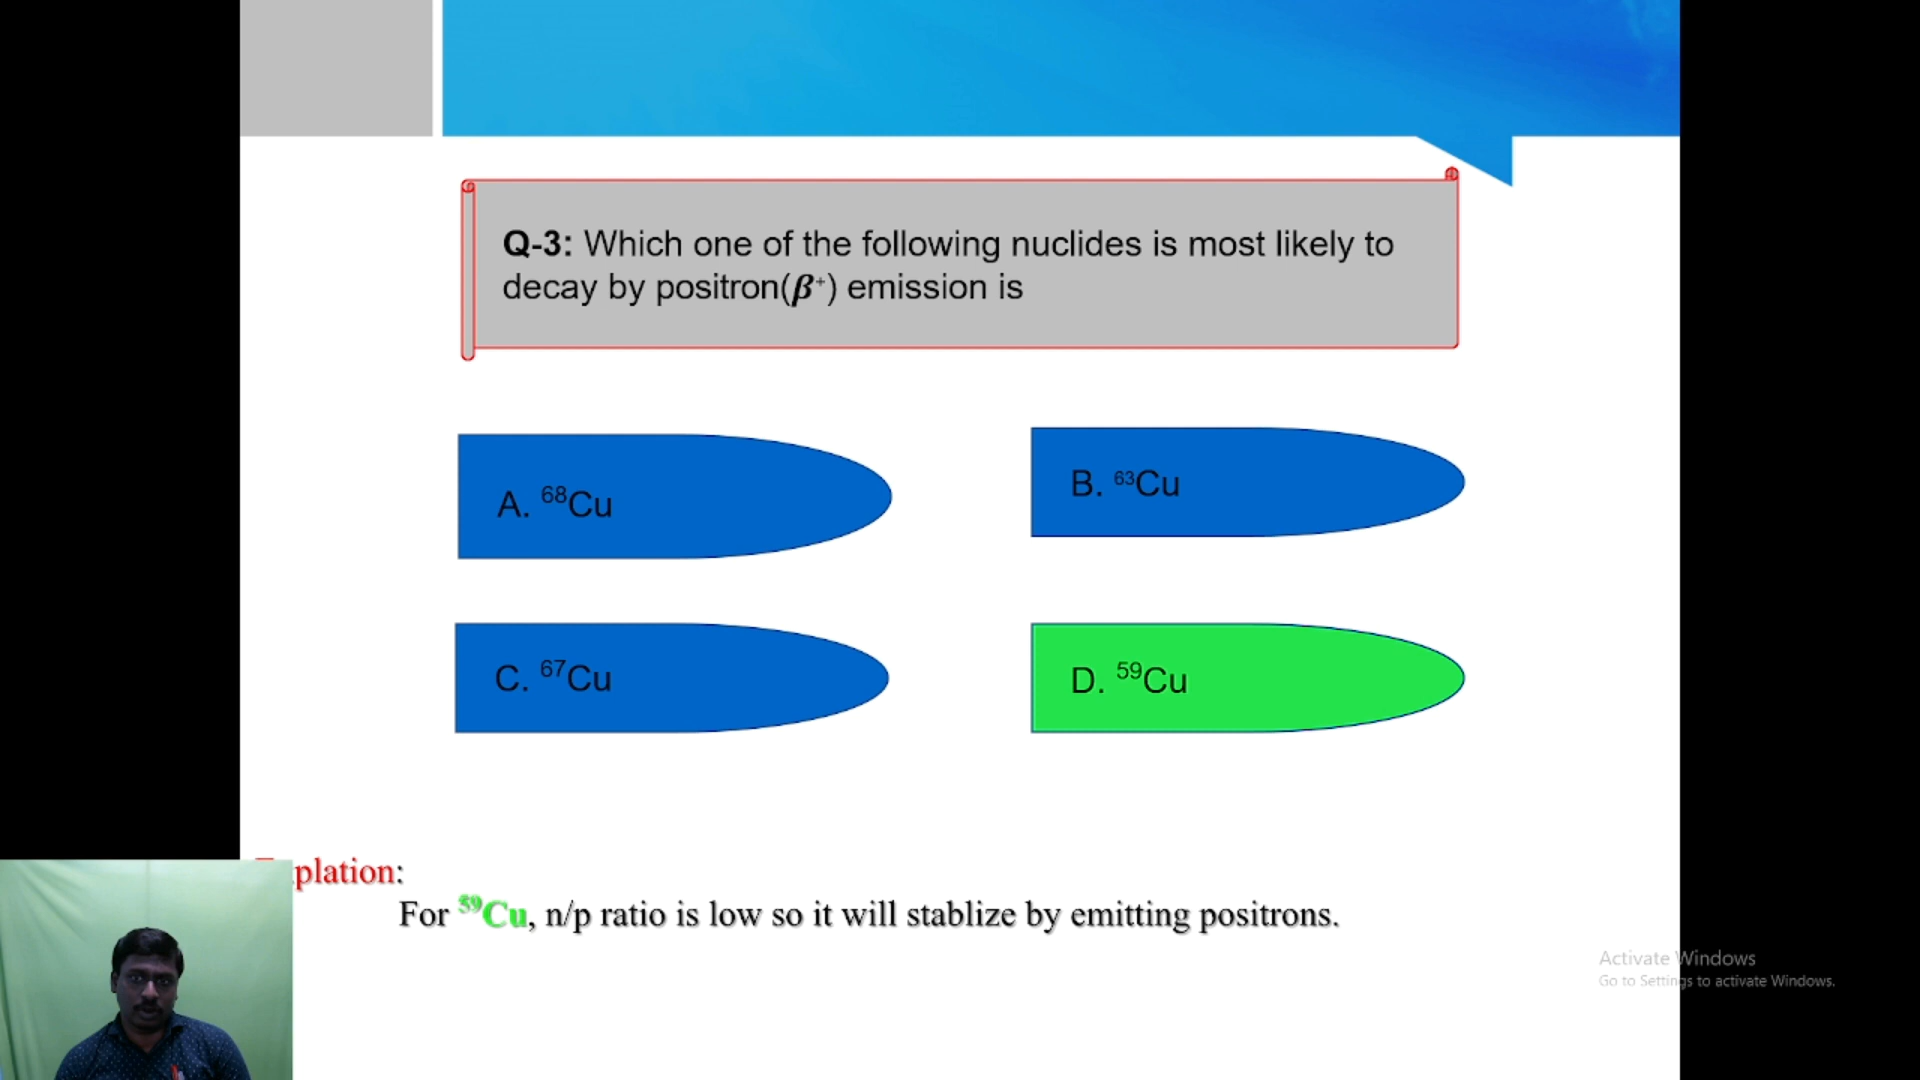 Q-3: Which one of the following nuclides is most likely to
decay by positron(β⁺) emission is
A. ⁶⁸Cu
B. ⁶³Cu
C. ⁶⁷Cu
D. ⁵⁹Cu
plation:
For ⁵⁹Cu, n/p ratio is low so it will stablize by emitting positrons.
Activate Windows
Go to Settings to activate Windows.